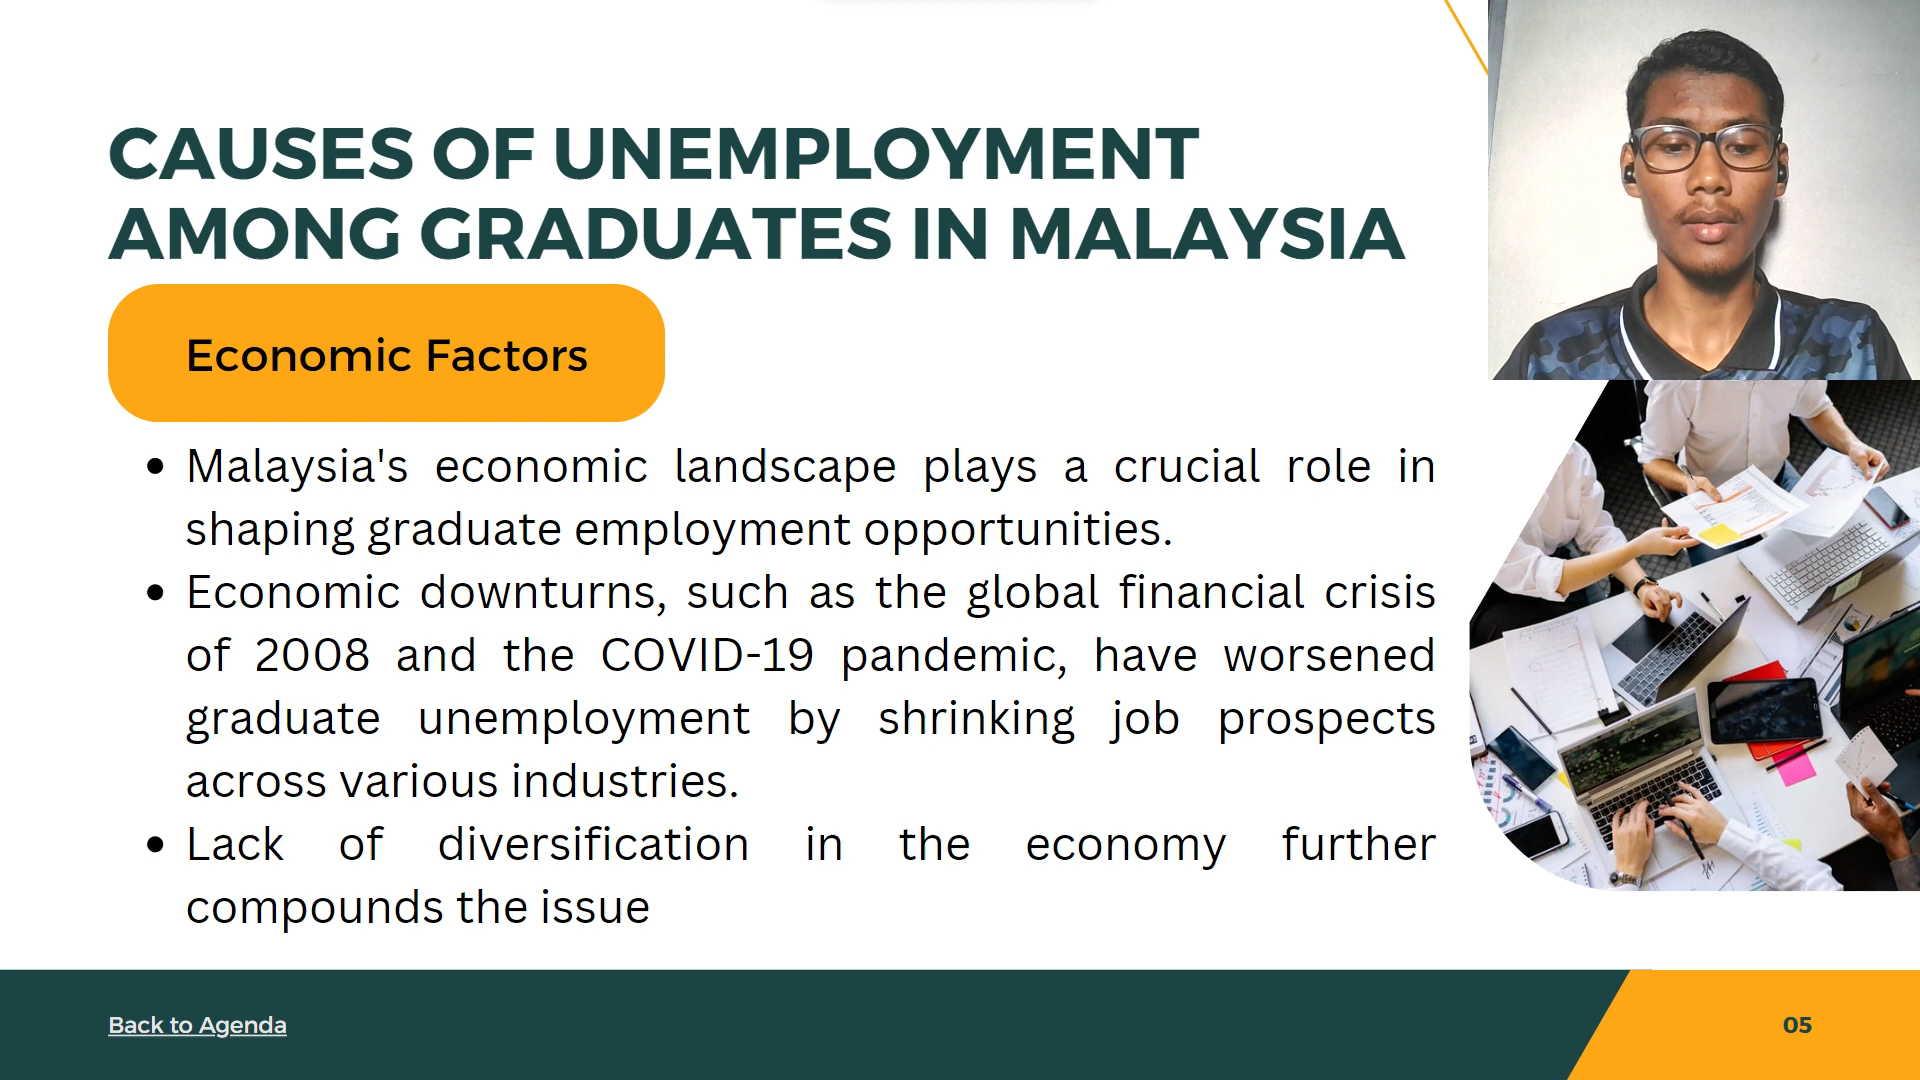 CAUSES OF UNEMPLOYMENT
AMONG GRADUATES IN MALAYSIA
Economic Factors
• Malaysia's economic landscape plays a crucial role in
shaping graduate employment opportunities.
• Economic downturns, such as the global financial crisis
of 2008 and the COVID-19 pandemic, have worsened
graduate unemployment by shrinking job prospects
across various industries.
• Lack of diversification in the economy further
compounds the issue
Back to Agenda
05